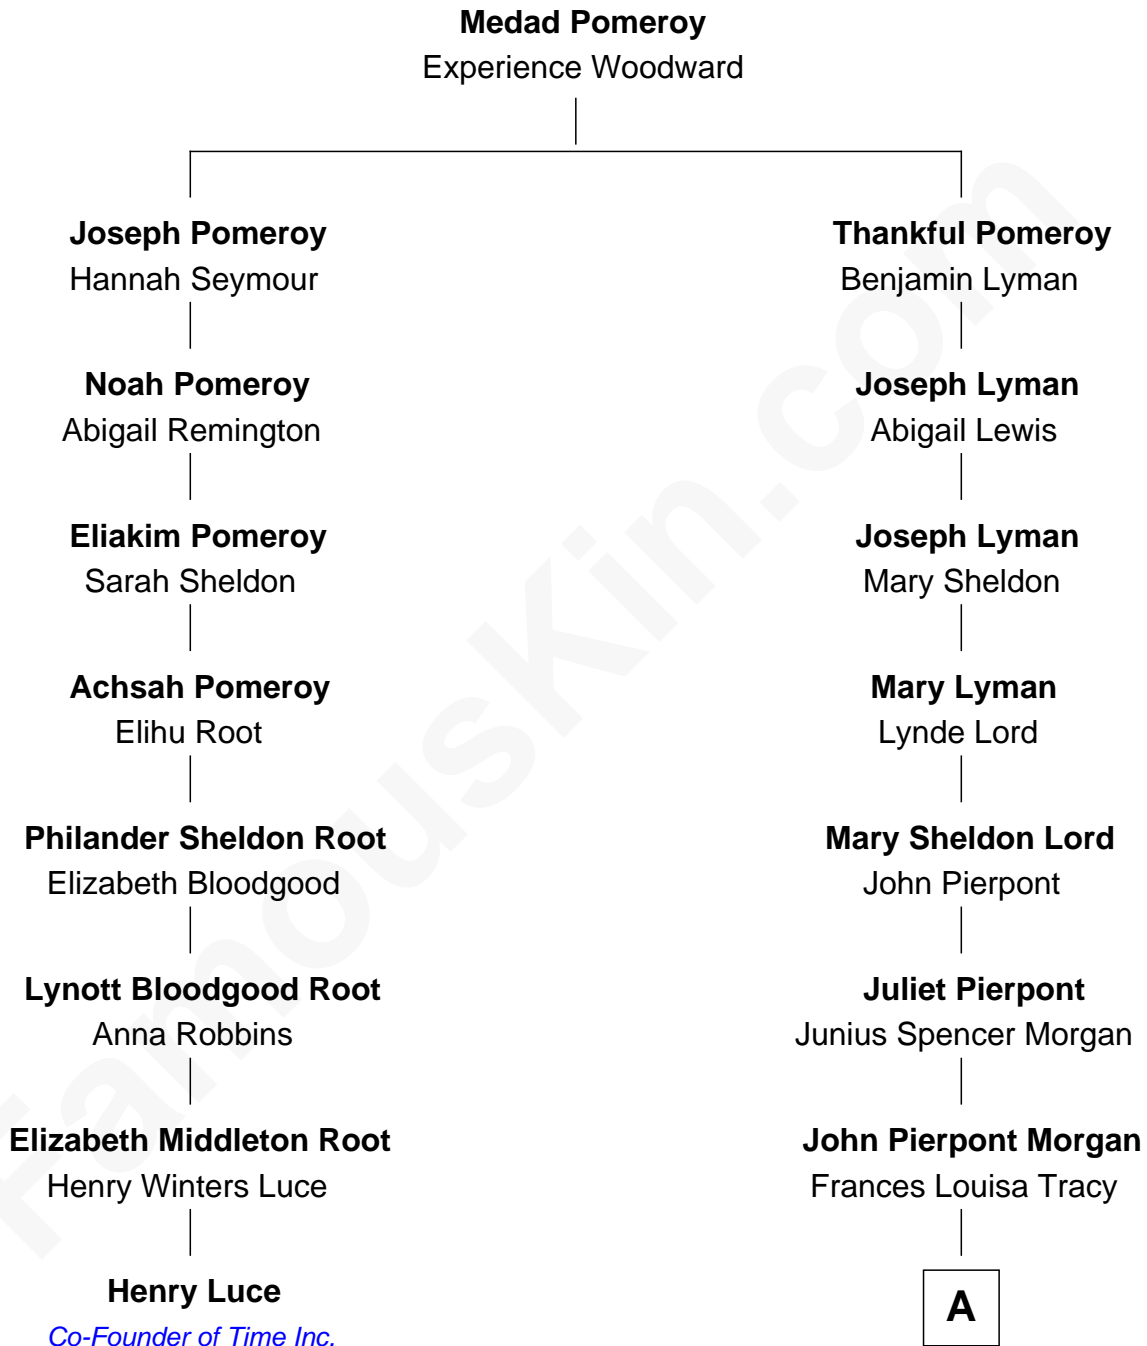 Medad Pomeroy
Experience Woodward
Joseph Pomeroy
Hannah Seymour
Thankful Pomeroy
Benjamin Lyman
Noah Pomeroy
Abigail Remington
Joseph Lyman
Abigail Lewis
Eliakim Pomeroy
Sarah Sheldon
Joseph Lyman
Mary Sheldon
Achsah Pomeroy
Elihu Root
Mary Lyman
Lynde Lord
Philander Sheldon Root
Elizabeth Bloodgood
Mary Sheldon Lord
John Pierpont
Lynott Bloodgood Root
Anna Robbins
Juliet Pierpont
Junius Spencer Morgan
Elizabeth Middleton Root
Henry Winters Luce
John Pierpont Morgan
Frances Louisa Tracy
Henry Luce
Co-Founder of Time Inc.
A
FamousKin.com